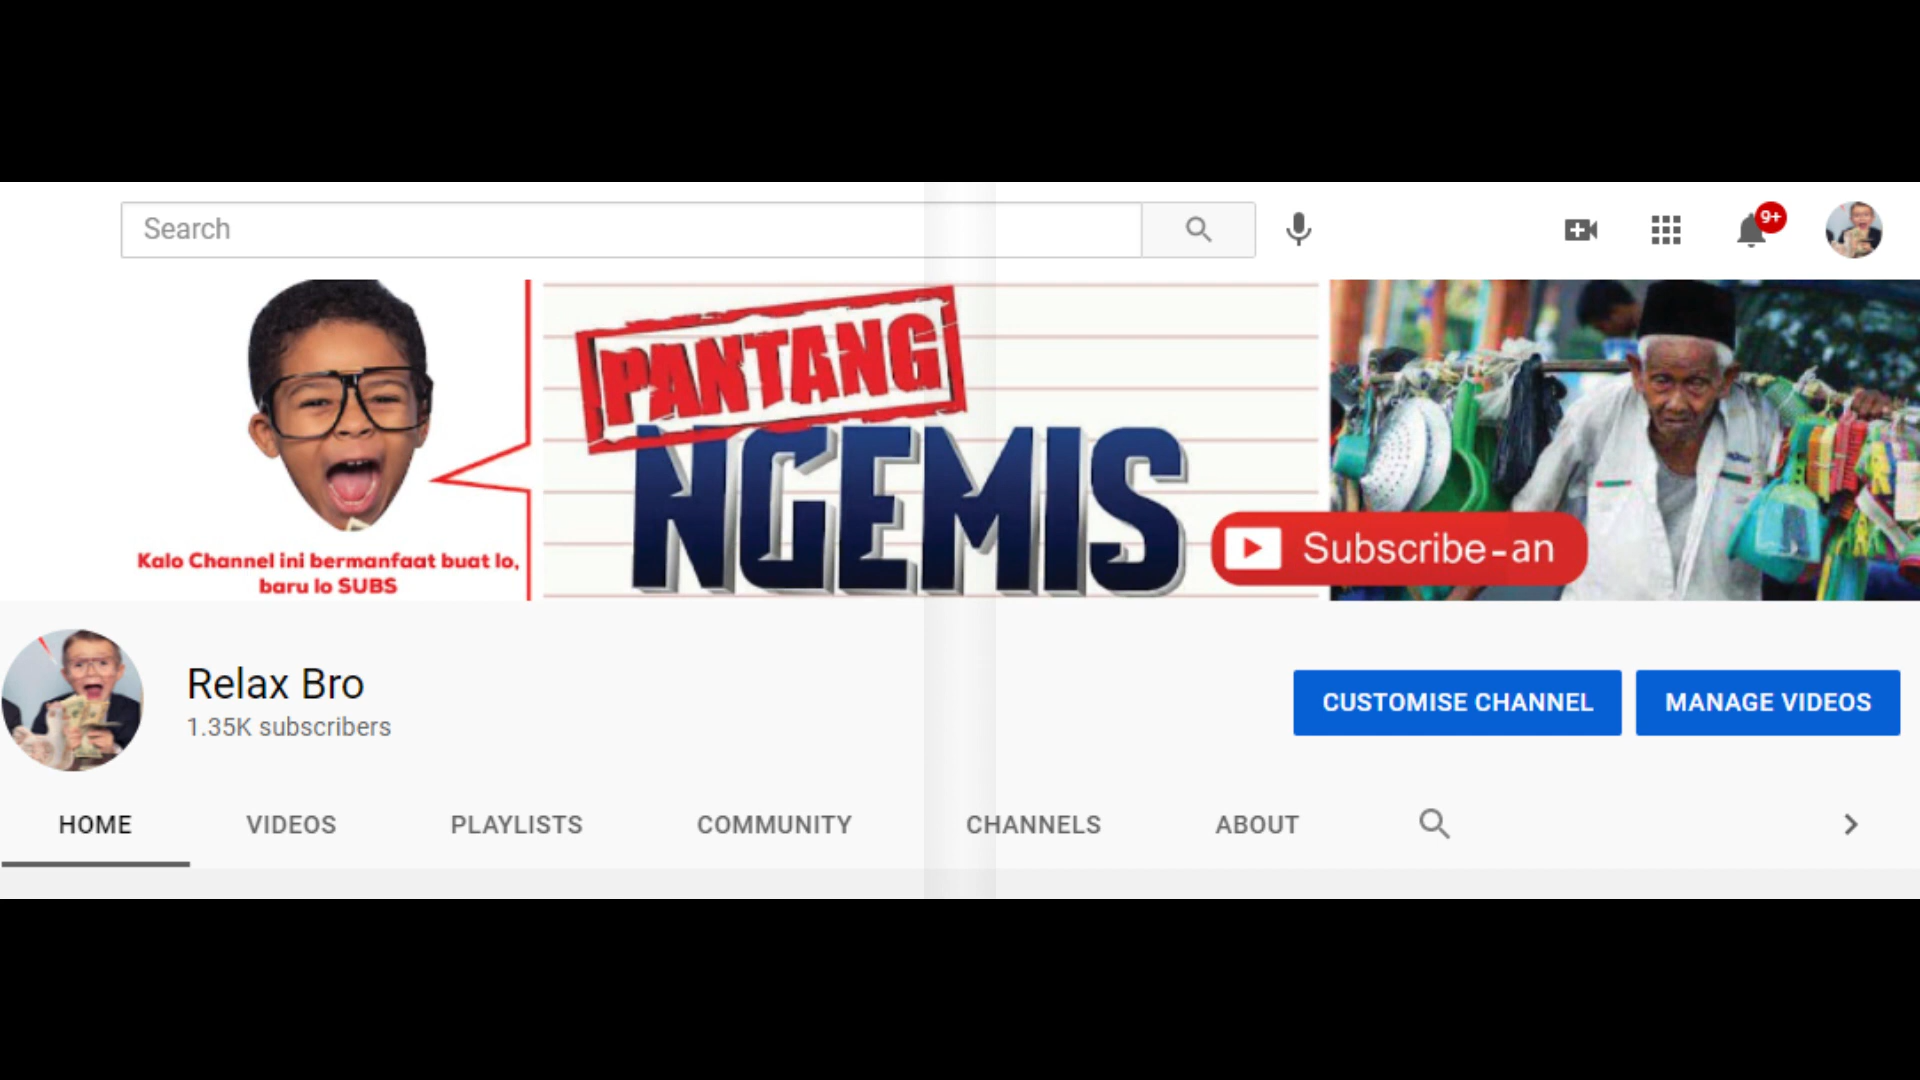 Search
9+
PANTANG
NGEMIS
Subscribe-an
Kalo Channel ini bermanfaat buat lo,
baru lo SUBS
Relax Bro
1.35K subscribers
CUSTOMISE CHANNEL
MANAGE VIDEOS
HOME
VIDEOS
PLAYLISTS
COMMUNITY
CHANNELS
ABOUT